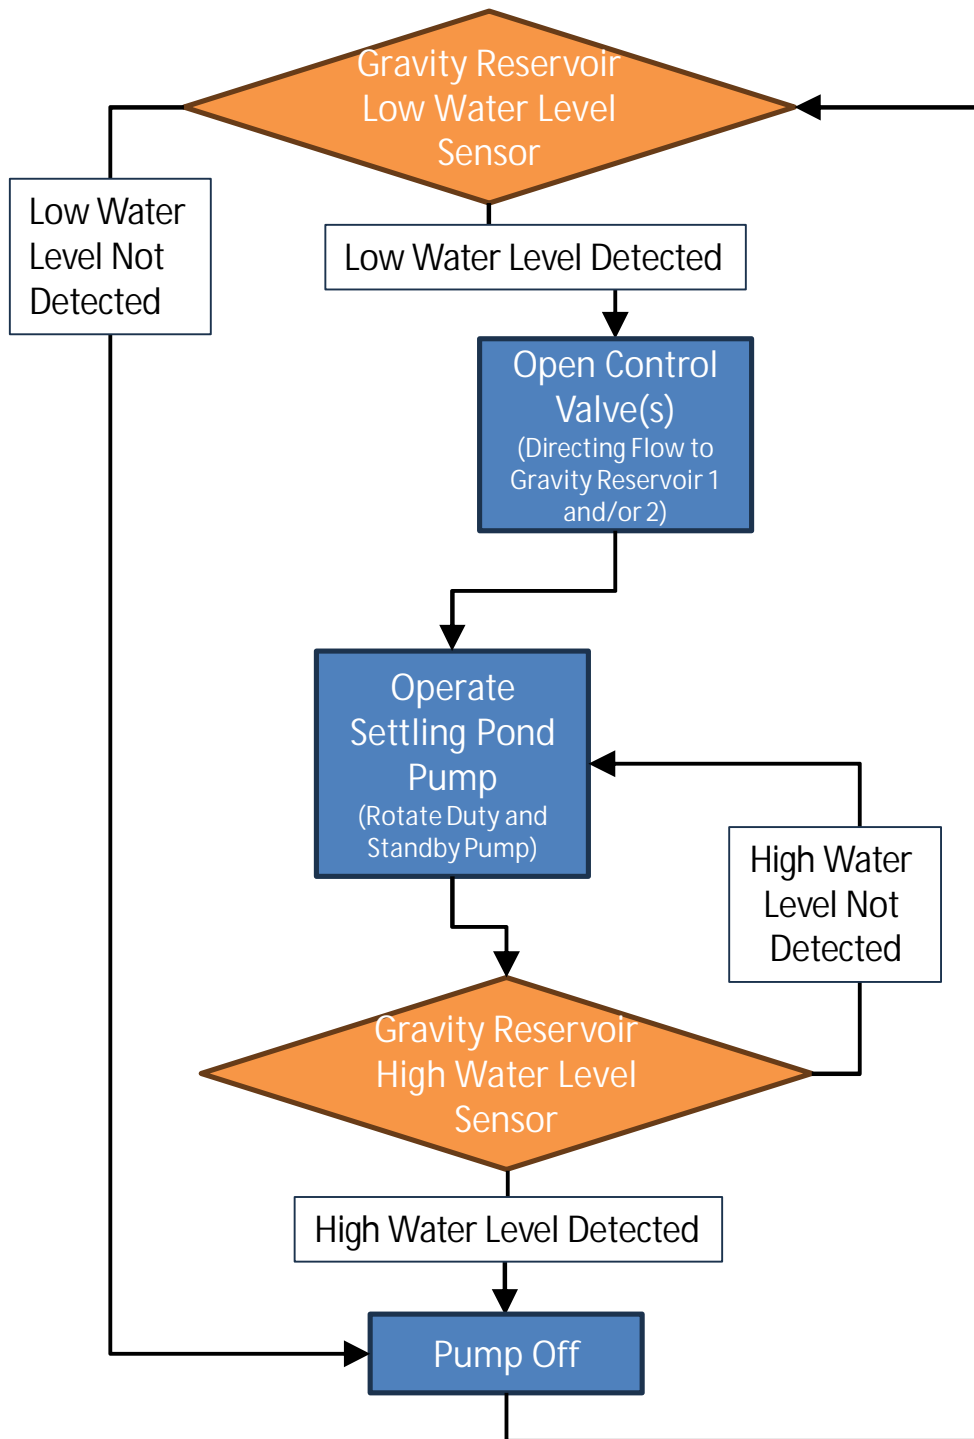 Gravity Reservoir
Low Water Level
Sensor
Low Water
Level Not
Detected
Low Water Level Detected
Open Control
Valve(s)
(Directing Flow to
Gravity Reservoir 1
and/or 2)
Operate
Settling Pond
Pump
(Rotate Duty and
Standby Pump)
High Water
Level Not
Detected
Gravity Reservoir
High Water Level
Sensor
High Water Level Detected
Pump Off